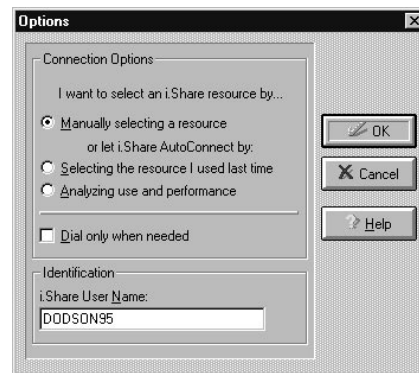 Options
Connection Options
I want to select an i.Share resource by...
Manually selecting a resource
or let i.Share AutoConnect by:
Selecting the resource I used last time
Analyzing use and performance
Dial only when needed
Identification
i.Share User Name:
DODSON95
OK
Cancel
Help